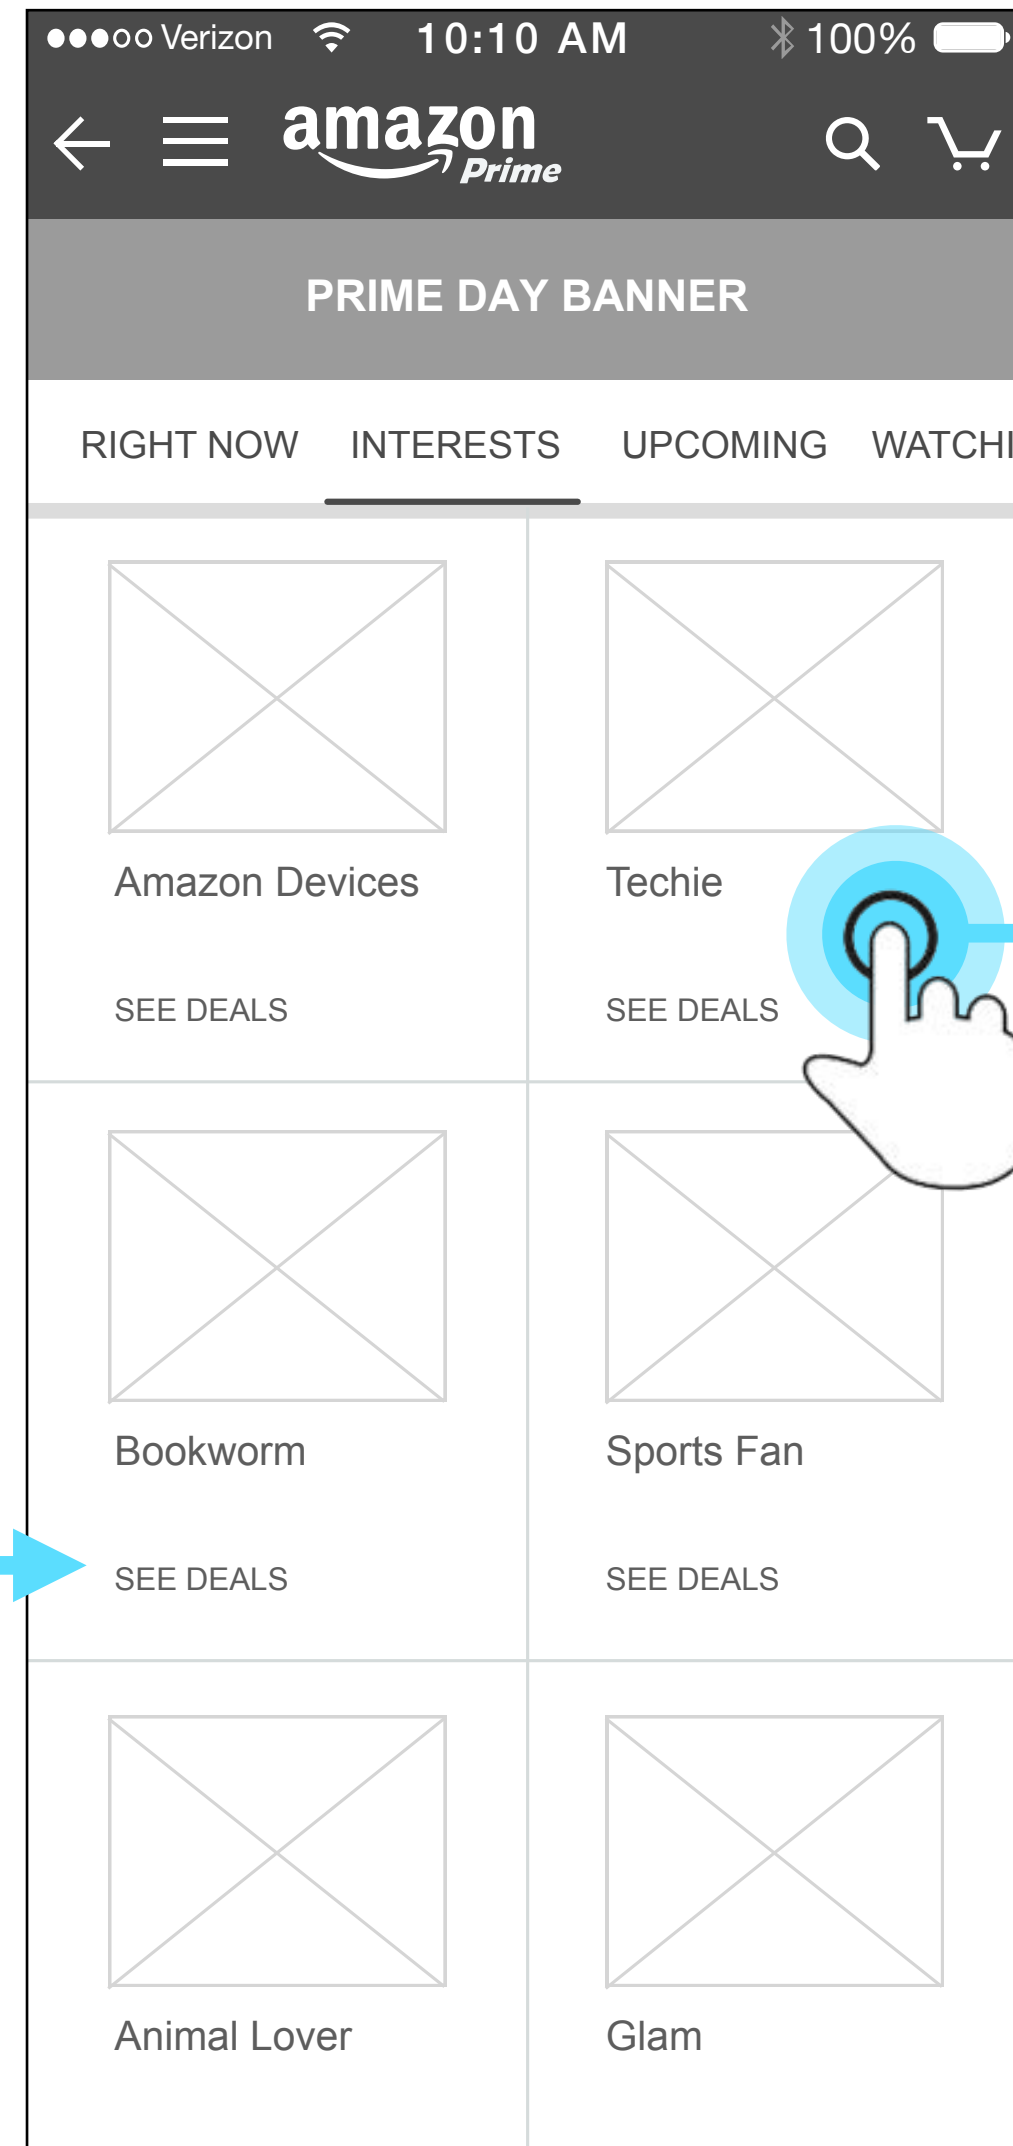 Verizon 10:10 AM 100%
amazon
Prime
PRIME DAY BANNER
RIGHT NOW INTERESTS UPCOMING WATCHI
Amazon Devices Techie
SEE DEALS SEE DEALS
Bookworm Sports Fan
SEE DEALS SEE DEALS
Animal Lover Glam